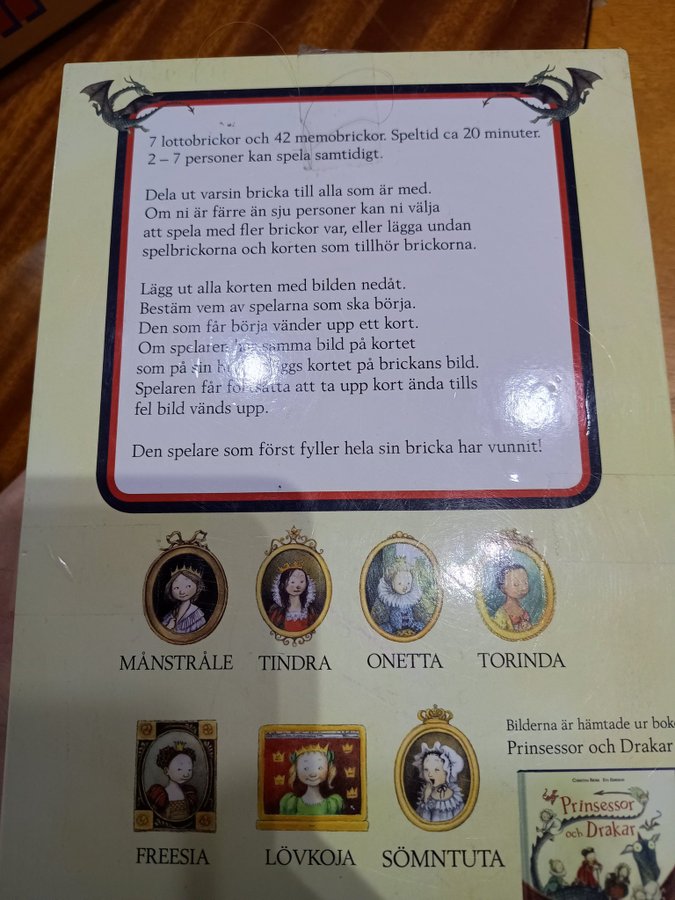 7 lottobrickor och 42 memobrickor. Speltid ca 20 minuter.
2 – 7 personer kan spela samtidigt.
Dela ut varsin bricka till alla som är med.
Om ni är färre än sju personer kan ni välja
att spela med fler brickor var, eller lägga undan
spelbrickorna och korten som tillhör brickorna.
Lägg ut alla korten med bilden nedåt.
Bestäm vem av spelarna som ska börja.
Den som får börja vänder upp ett kort.
Om spelaren har samma bild på kortet
som på sin läggs kortet på brickans bild.
Spelaren får fortsätta att ta upp kort ända tills
fel bild vänds upp.
Den spelare som först fyller hela sin bricka har vunnit!
MÅNSTRÅLE TINDRA ONETTA TORINDA
Bilderna är hämtade ur
Prinsessor och Drakar
Prinsessor
och Drakar
FREESIA LÖVKOJA SÖMNTUTA